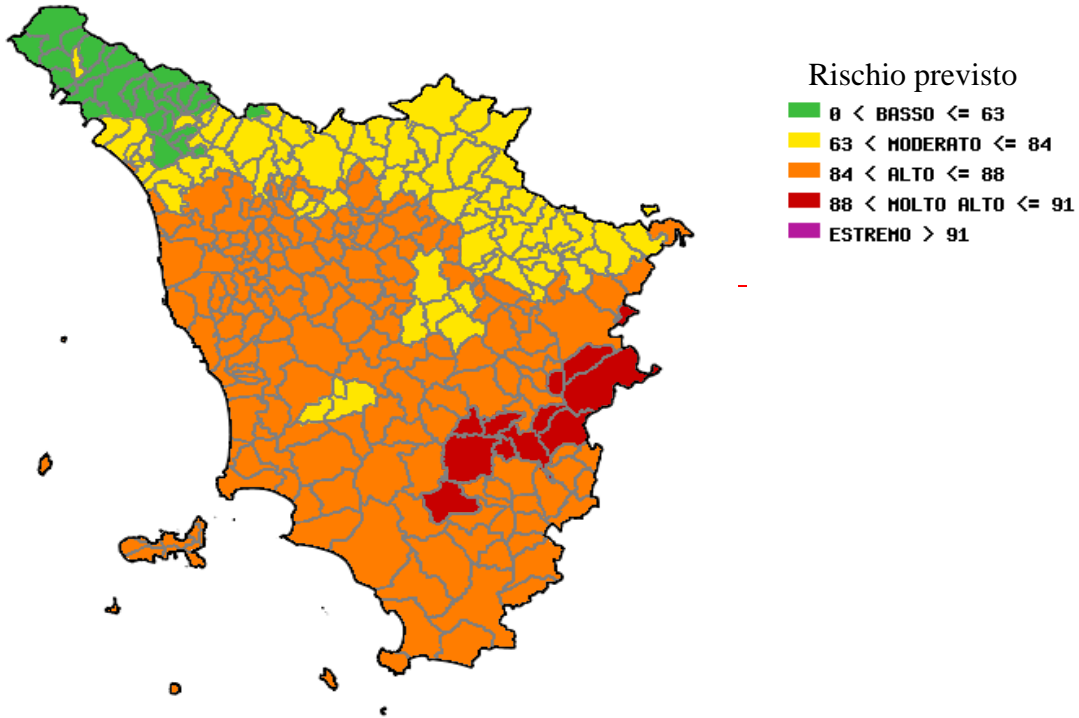 Rischio previsto
0 < BASSO <= 63
63 < MODERATO <= 84
84 < ALTO <= 88
88 < MOLTO ALTO <= 91
ESTREMO > 91